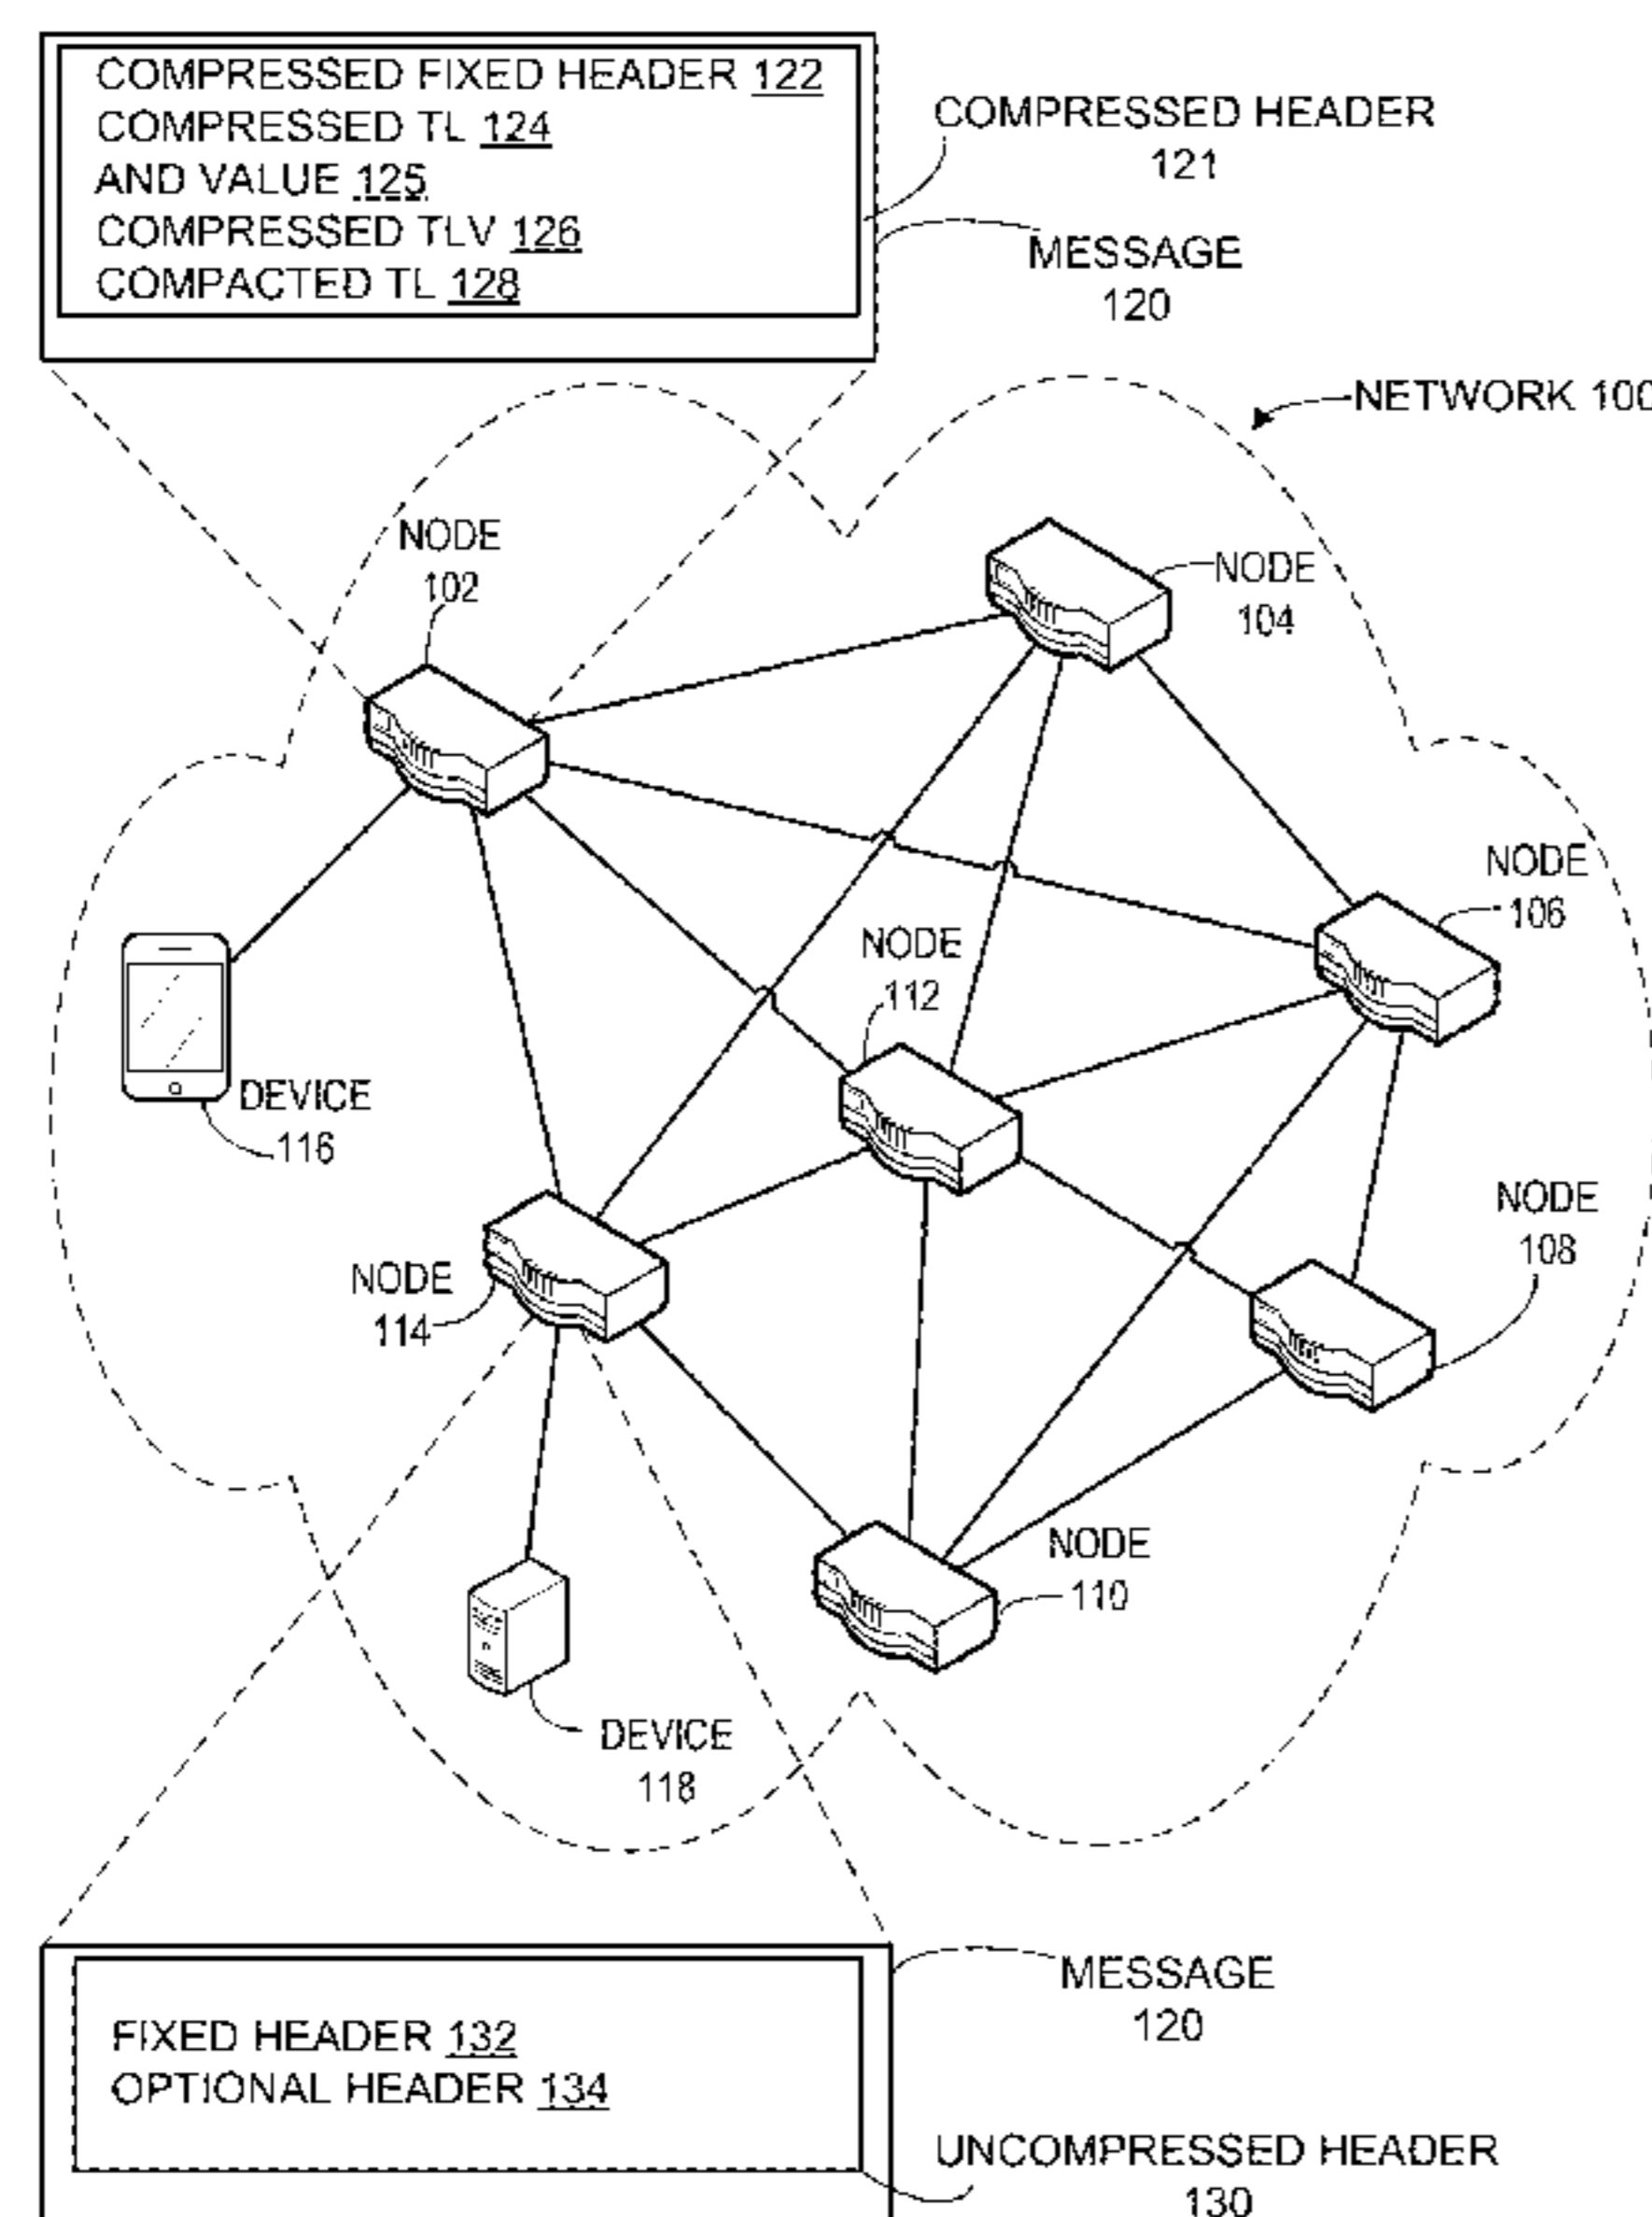 COMPRESSED FIXED HEADER 122
COMPRESSED TL 124
AND VALUE 125
COMPRESSED TLV 126
COMPACTED TL 128
COMPRESSED HEADER
121
MESSAGE
120
NETWORK 100
NODE
102
NODE
104
NODE
106
NODE
112
DEVICE
116
NODE
108
NODE
114
NODE
110
DEVICE
118
MESSAGE
120
FIXED HEADER 132
OPTIONAL HEADER 134
UNCOMPRESSED HEADER
130